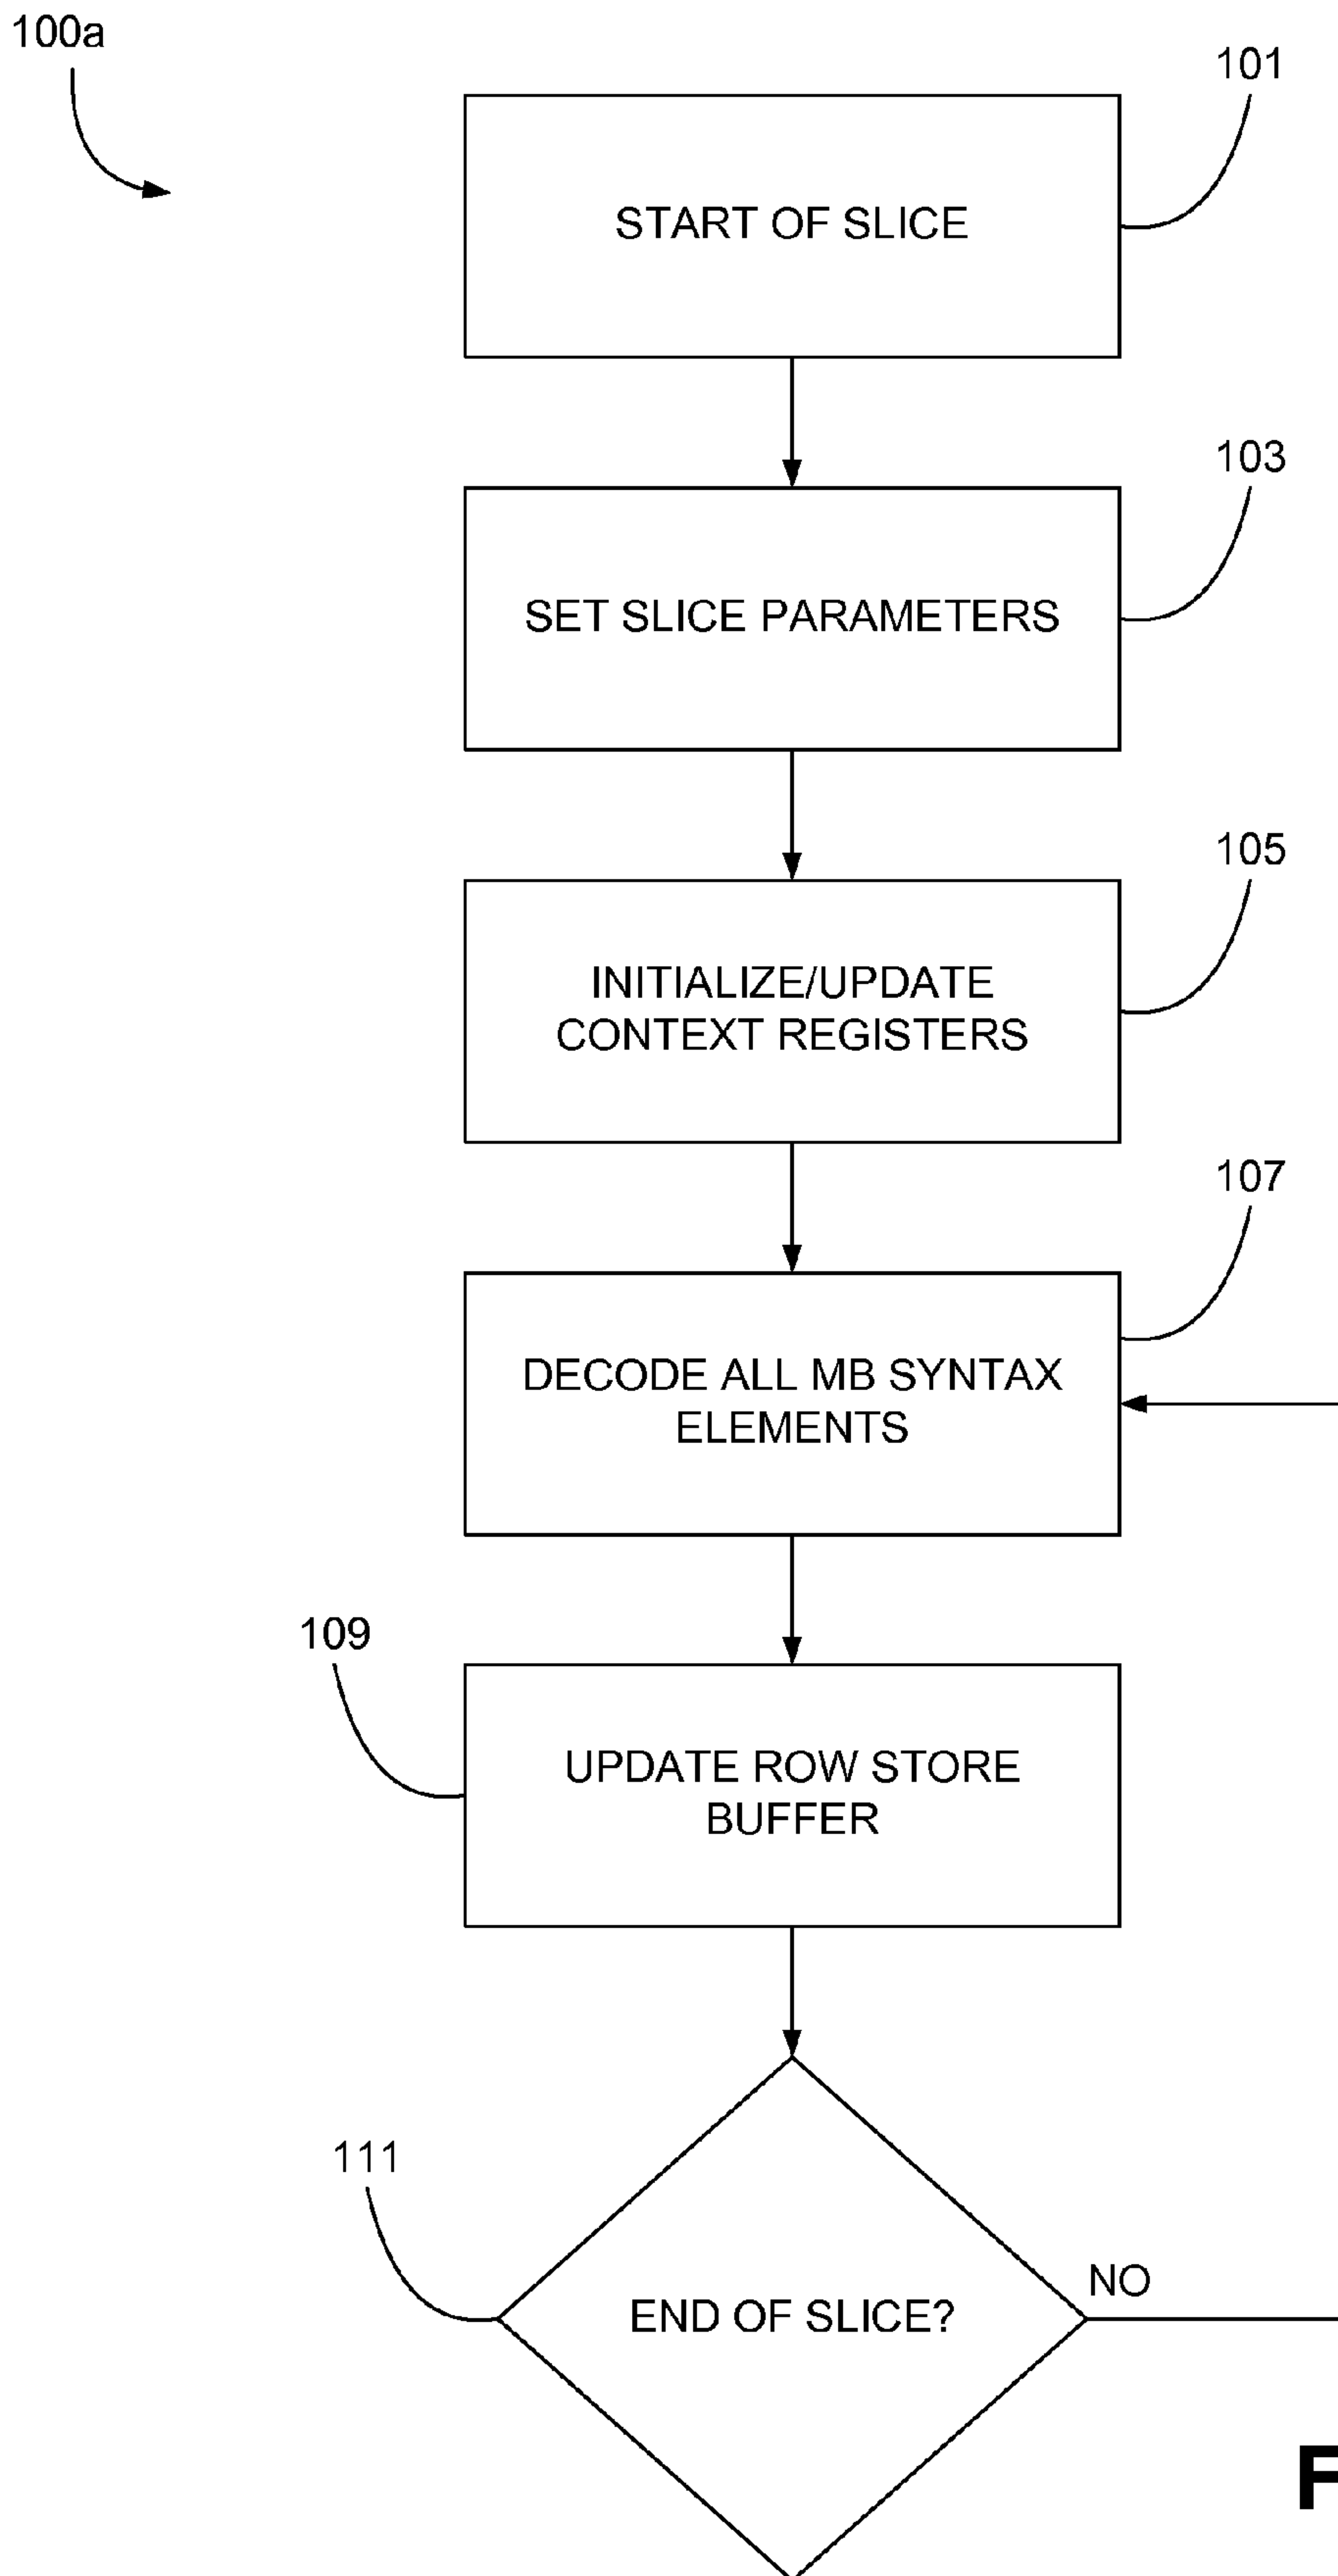 100a
101
START OF SLICE
103
SET SLICE PARAMETERS
105
INITIALIZE/UPDATE
CONTEXT REGISTERS
107
DECODE ALL MB SYNTAX
ELEMENTS
109
UPDATE ROW STORE
BUFFER
111
END OF SLICE?
NO
F